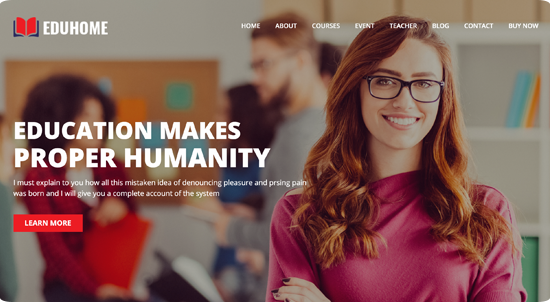 EDUHOME
HOME ABOUT COURSES EVENT TEACHER BLOG CONTACT BUY NOW
EDUCATION MAKES
PROPER HUMANITY
I must explain to you how all this mistaken idea of denouncing pleasure and prsing pain
was born and I will give you a complete account of the system
LEARN MORE